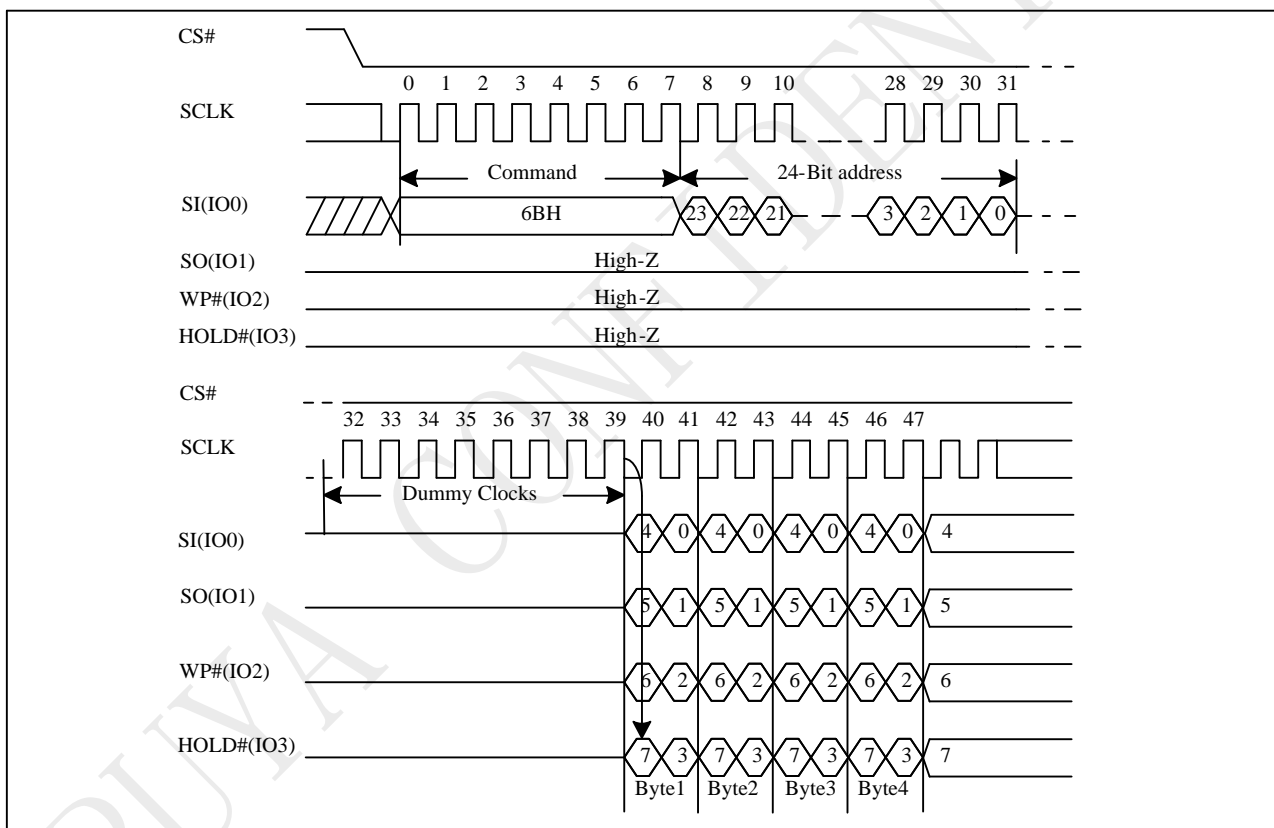 CS#
0 1 2 3 4 5 6 7 8 9 10 28 29 30 31
SCLK
Command 24-Bit address
SI(IO0) 6BH 23 22 21 3 2 1 0
SO(IO1) High-Z
WP#(IO2) High-Z
HOLD#(IO3) High-Z
CS#
32 33 34 35 36 37 38 39 40 41 42 43 44 45 46 47
SCLK
Dummy Clocks
SI(IO0) 4 0 4 0 4 0 4 0 4
SO(IO1) 5 1 5 1 5 1 5 1 5
WP#(IO2) 6 2 6 2 6 2 6 2 6
HOLD#(IO3) 7 3 7 3 7 3 7 3 7
Byte1 Byte2 Byte3 Byte4